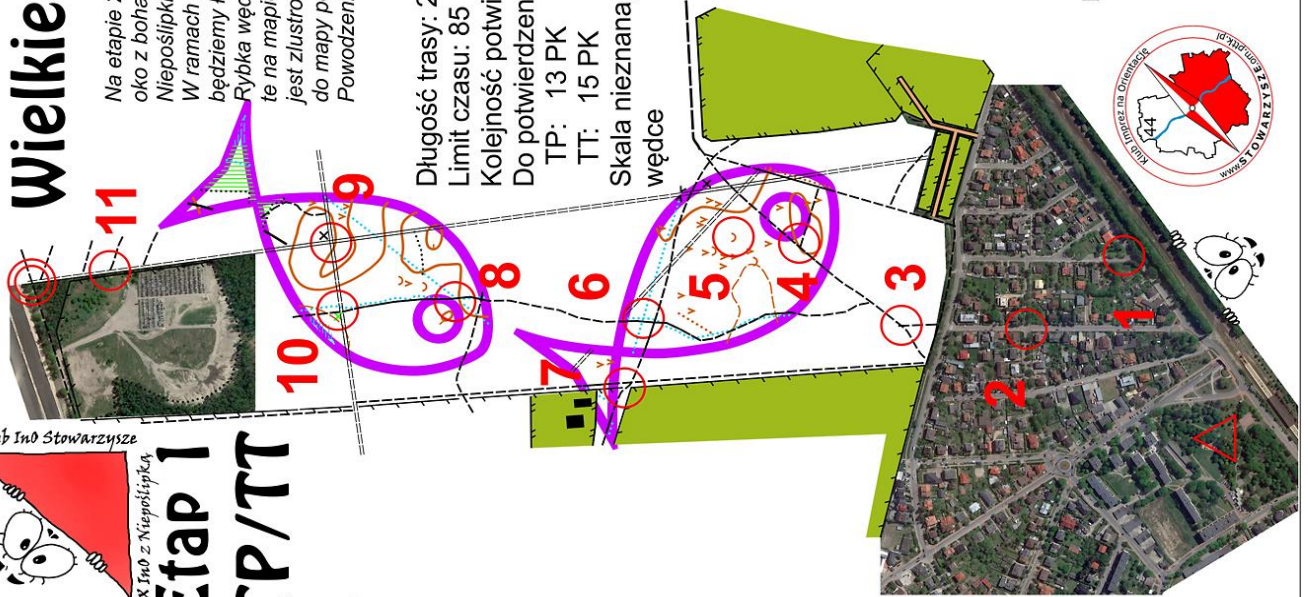 Wielkie
Na etapie
oko z boha
Niepoślipk
W ramach
będziemy
Rybka węd
te na mapi
jest zlustro
do mapy p
Powodzen
Długość trasy: 2
Limit czasu: 85
Kolejność potwi
Do potwierdzen
TP: 13 PK
TT: 15 PK
Skala nieznana
wędce
b InO Stowarzysze
X InO z Niepoślipką
Etap 1
TP/TT
11
9
10
8
6
7
5
4
3
2
1
Klub Imprez na Orientację
44
www.STOWARZYSZE.om.pttk.pl